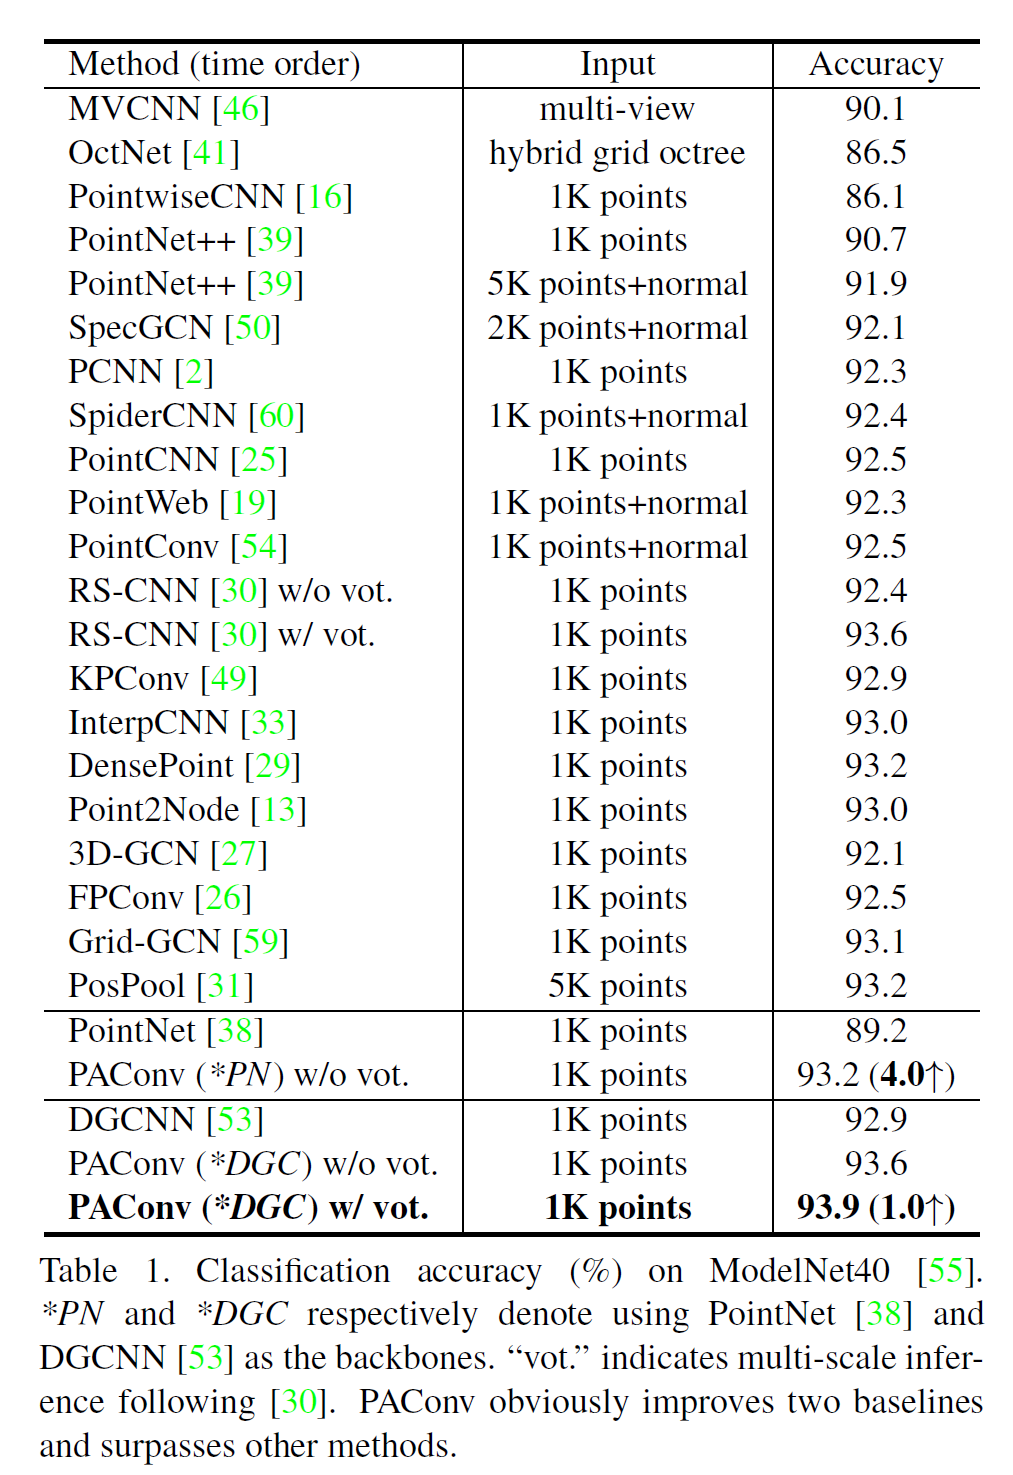 Method (time order) Input Accuracy
MVCNN [46] multi-view 90.1
OctNet [41] hybrid grid octree 86.5
PointwiseCNN [16] 1K points 86.1
PointNet++ [39] 1K points 90.7
PointNet++ [39] 5K points+normal 91.9
SpecGCN [50] 2K points+normal 92.1
PCNN [2] 1K points 92.3
SpiderCNN [60] 1K points+normal 92.4
PointCNN [25] 1K points 92.5
PointWeb [19] 1K points+normal 92.3
PointConv [54] 1K points+normal 92.5
RS-CNN [30] w/o vot. 1K points 92.4
RS-CNN [30] w/ vot. 1K points 93.6
KPConv [49] 1K points 92.9
InterpCNN [33] 1K points 93.0
DensePoint [29] 1K points 93.2
Point2Node [13] 1K points 93.0
3D-GCN [27] 1K points 92.1
FPConv [26] 1K points 92.5
Grid-GCN [59] 1K points 93.1
PosPool [31] 5K points 93.2
PointNet [38] 1K points 89.2
PAConv (*PN) w/o vot. 1K points 93.2 (4.0↑)
DGCNN [53] 1K points 92.9
PAConv (*DGC) w/o vot. 1K points 93.6
PAConv (*DGC) w/ vot. 1K points 93.9 (1.0↑)
Table 1. Classification accuracy (%) on ModelNet40 [55].
*PN and *DGC respectively denote using PointNet [38] and
DGCNN [53] as the backbones. “vot.” indicates multi-scale infer-
ence following [30]. PAConv obviously improves two baselines
and surpasses other methods.